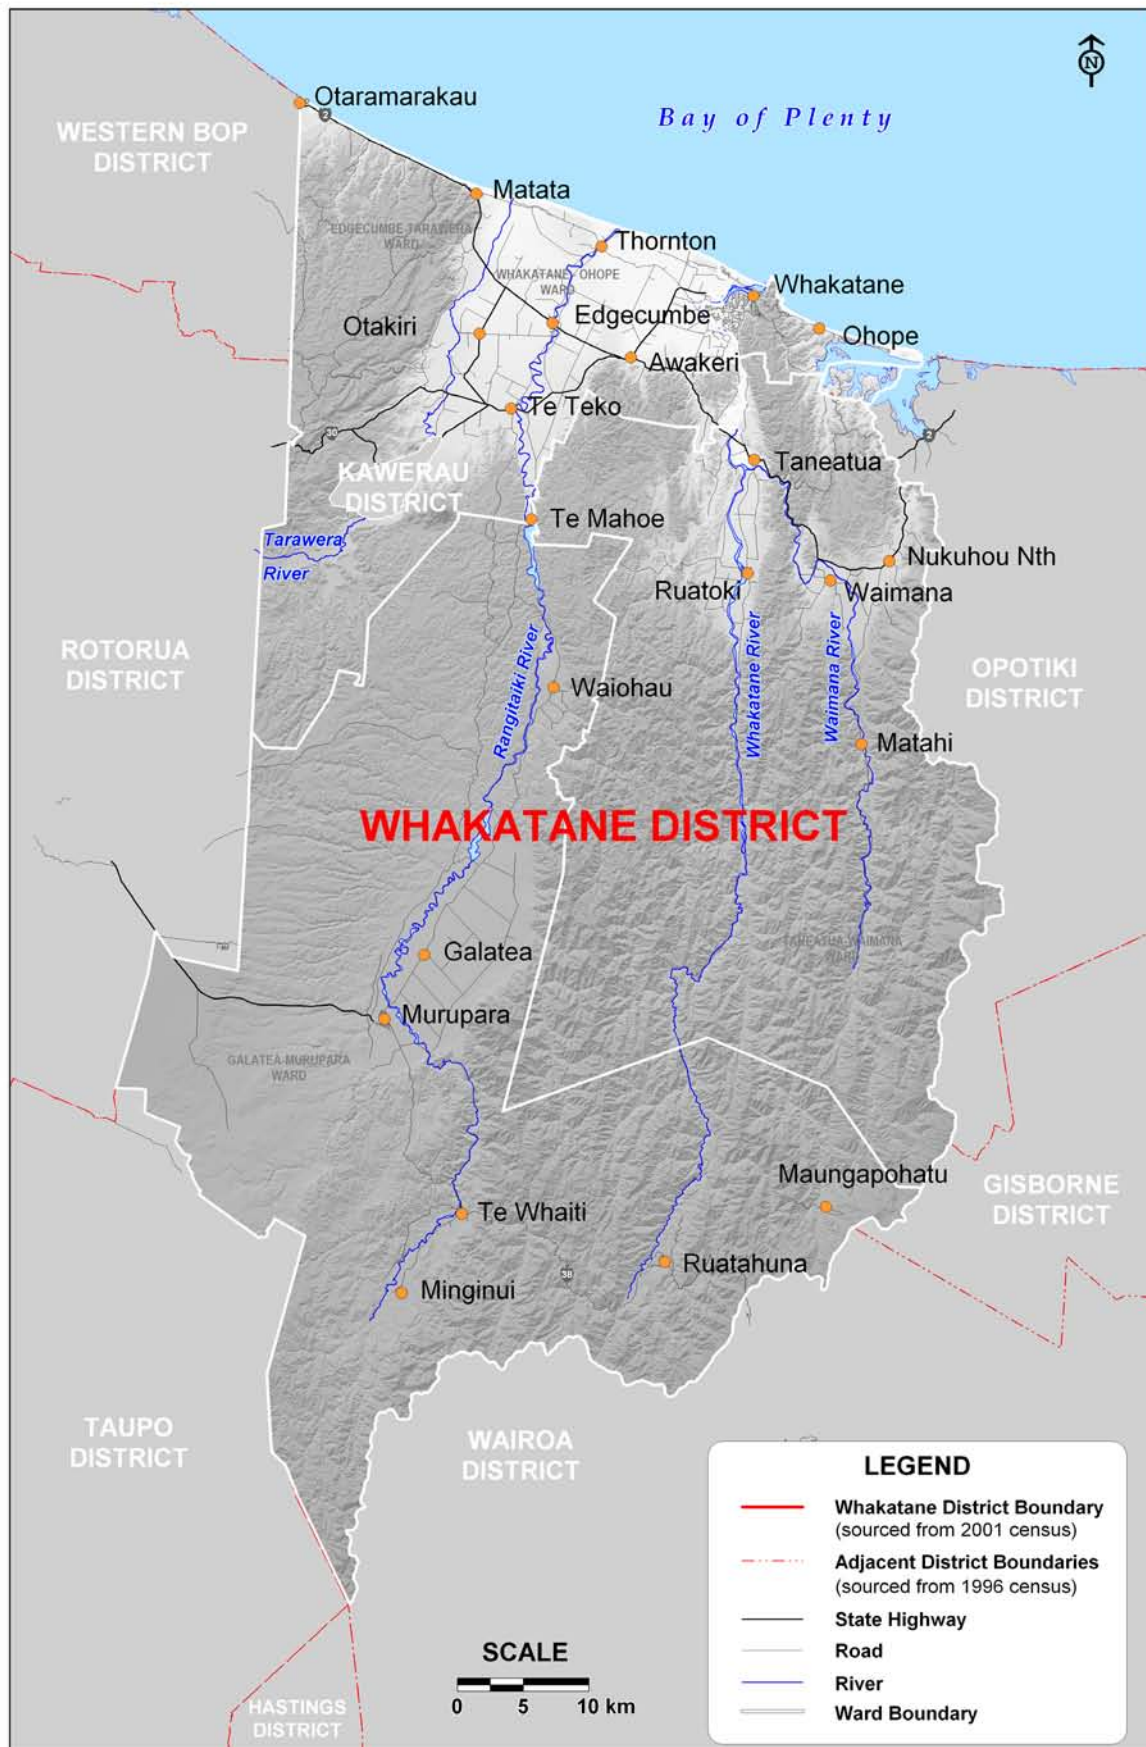 N
Otaramarakau
2
Bay of Plenty
WESTERN BOP
DISTRICT
Matata
EDGECUMBE-TARAWERA
WARD
Thornton
WHAKATANE - OHOPE
WARD
Whakatane
Otakiri
Edgecumbe
Ohope
Awakeri
Te Teko
30
2
KAWERAU
DISTRICT
Taneatua
Te Mahoe
Tarawera
River
Nukuhou Nth
Ruatoki
Waimana
ROTORUA
DISTRICT
Rangitaiki River
Whakatane River
Waimana River
OPOTIKI
DISTRICT
Waiohau
Matahi
WHAKATANE DISTRICT
TANEATUA-WAIMANA
WARD
Galatea
Murupara
GALATEA-MURUPARA
WARD
Maungapohatu
GISBORNE
DISTRICT
Te Whaiti
Ruatahuna
38
Minginui
TAUPO
DISTRICT
WAIROA
DISTRICT
LEGEND
Whakatane District Boundary
(sourced from 2001 census)
Adjacent District Boundaries
(sourced from 1996 census)
State Highway
Road
River
Ward Boundary
SCALE
0 5 10 km
HASTINGS
DISTRICT